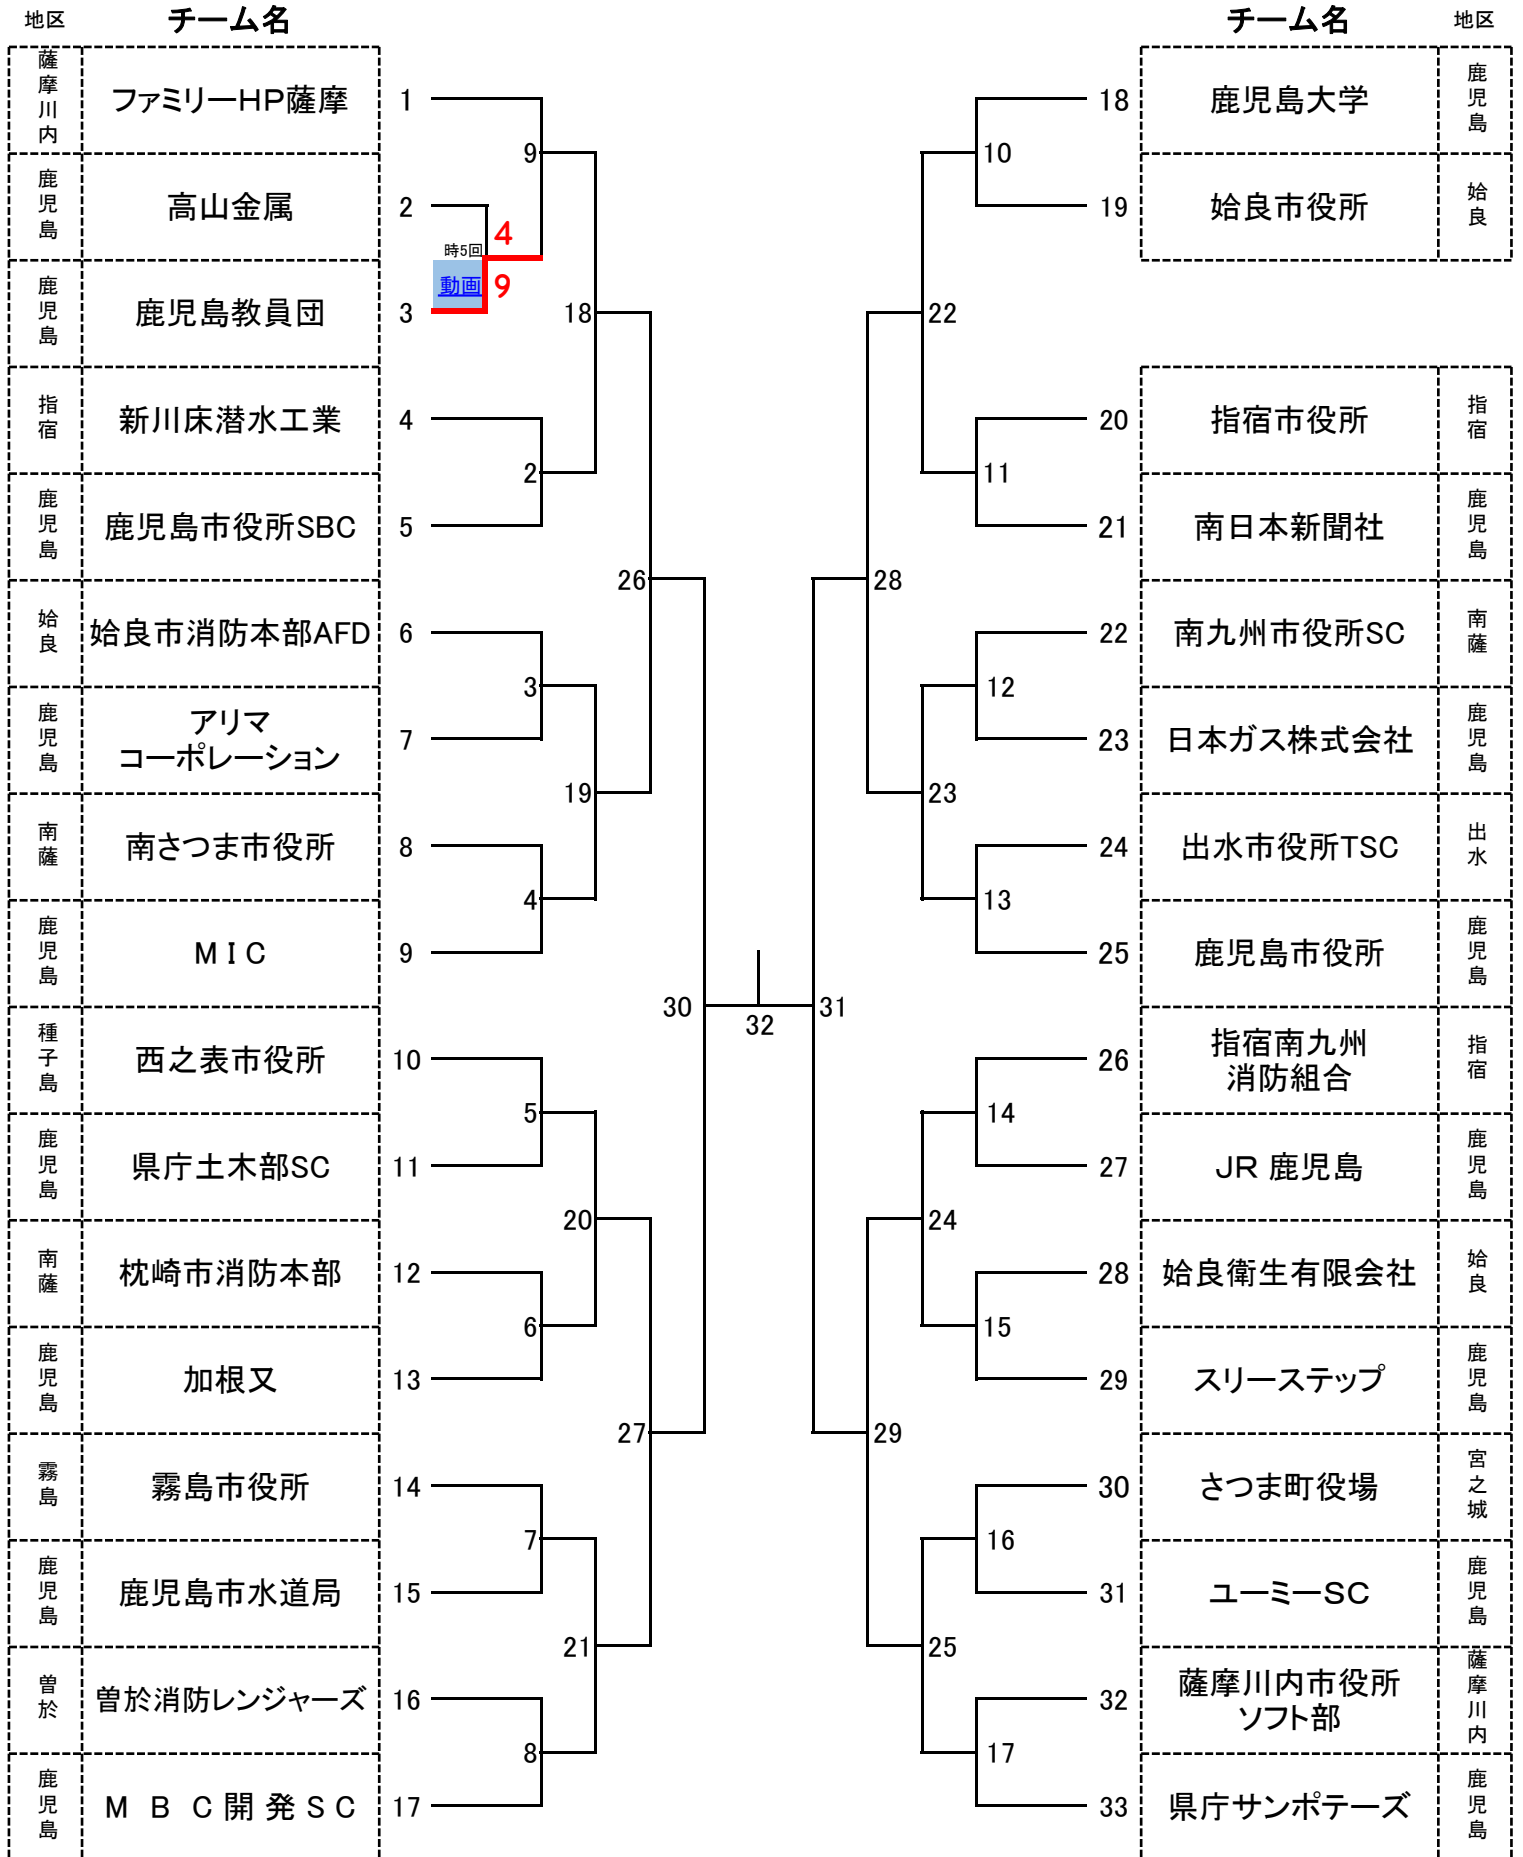 地区 チーム名
薩摩川内 ファミリーHP薩摩 1
鹿児島 高山金属 2
鹿児島 鹿児島教員団 3
指宿 新川床潜水工業 4
鹿児島 鹿児島市役所SBC 5
姶良 姶良市消防本部AFD 6
鹿児島 アリマ
コーポレーション 7
南薩 南さつま市役所 8
鹿児島 MIC 9
種子島 西之表市役所 10
鹿児島 県庁土木部SC 11
南薩 枕崎市消防本部 12
鹿児島 加根又 13
霧島 霧島市役所 14
鹿児島 鹿児島市水道局 15
曽於 曽於消防レンジャーズ 16
鹿児島 MBC開発SC 17
9
4
時5回
動画 9
18
2
26
3
19
4
30
5
20
6
27
7
21
8
32
31
10
22
11
28
12
23
13
14
24
15
29
16
25
17
チーム名 地区
18 鹿児島大学 鹿児島
19 姶良市役所 姶良
20 指宿市役所 指宿
21 南日本新聞社 鹿児島
22 南九州市役所SC 南薩
23 日本ガス株式会社 鹿児島
24 出水市役所TSC 出水
25 鹿児島市役所 鹿児島
26 指宿南九州
消防組合 指宿
27 JR 鹿児島 鹿児島
28 姶良衛生有限会社 姶良
29 スリーステップ 鹿児島
30 さつま町役場 宮之城
31 ユーミーSC 鹿児島
32 薩摩川内市役所
ソフト部 薩摩川内
33 県庁サンポテーズ 鹿児島